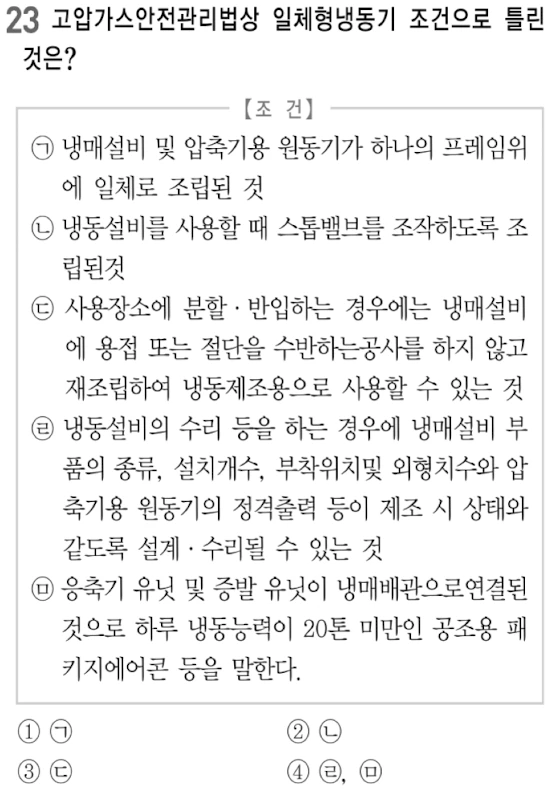 23 고압가스안전관리법상 일체형냉동기 조건으로 틀린
것은?
【조 건】
㉠ 냉매설비 및 압축기용 원동기가 하나의 프레임위
에 일체로 조립된 것
㉡ 냉동설비를 사용할 때 스톱밸브를 조작하도록 조
립된것
㉢ 사용장소에 분할·반입하는 경우에는 냉매설비
에 용접 또는 절단을 수반하는공사를 하지 않고
재조립하여 냉동제조용으로 사용할 수 있는 것
㉣ 냉동설비의 수리 등을 하는 경우에 냉매설비 부
품의 종류, 설치개수, 부착위치및 외형치수와 압
축기용 원동기의 정격출력 등이 제조 시 상태와
같도록 설계·수리될 수 있는 것
㉤ 응축기 유닛 및 증발 유닛이 냉매배관으로연결된
것으로 하루 냉동능력이 20톤 미만인 공조용 패
키지에어콘 등을 말한다.
① ㉠ ② ㉡
③ ㉢ ④ ㉣, ㉤